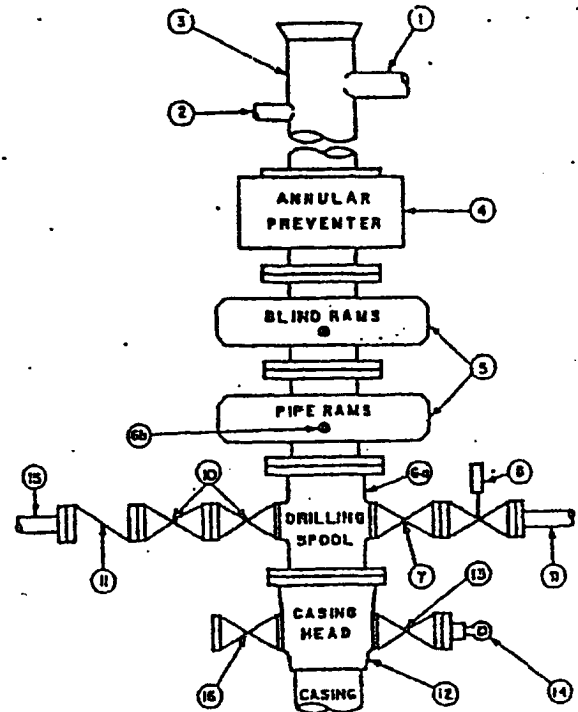 1
3
2
ANNULAR
PREVENTER
4
BLIND RAMS
5
PIPE RAMS
6b
6a
8
15
10
DRILLING
SPOOL
11
7
9
13
CASING
HEAD
16
12
14
CASING